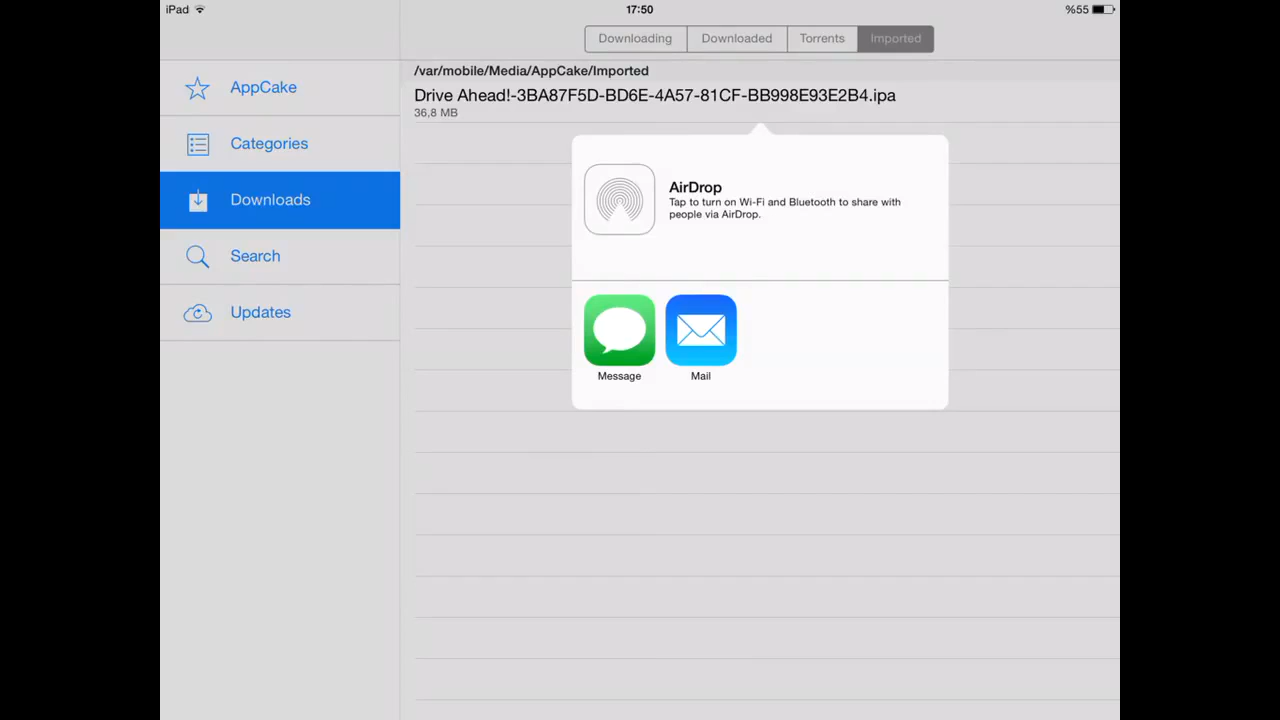 iPad
17:50
%55
Downloading
Downloaded
Torrents
Imported
/var/mobile/Media/AppCake/Imported
AppCake
Drive Ahead!-3BA87F5D-BD6E-4A57-81CF-BB998E93E2B4.ipa
36,8 MB
Categories
Downloads
Search
Updates
AirDrop
Tap to turn on Wi-Fi and Bluetooth to share with
people via AirDrop.
Message
Mail